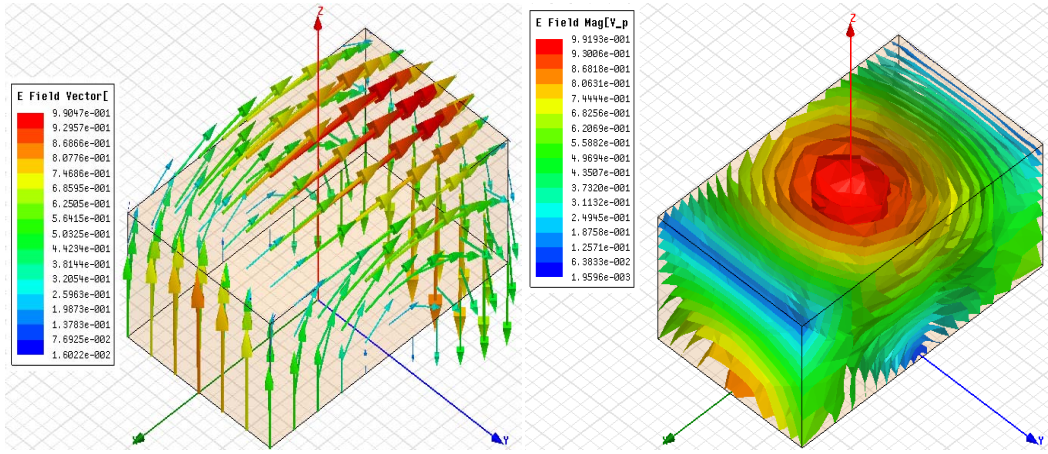 E Field Vector[
9.9047e-001
9.2957e-001
8.6866e-001
8.0776e-001
7.4686e-001
6.8595e-001
6.2505e-001
5.6415e-001
5.0325e-001
4.4234e-001
3.8144e-001
3.2054e-001
2.5963e-001
1.9873e-001
1.3783e-001
7.6925e-002
1.6022e-002
Z
X
Y
E Field Mag[Y_p
9.9193e-001
9.3006e-001
8.6818e-001
8.0631e-001
7.4444e-001
6.8256e-001
6.2069e-001
5.5882e-001
4.9694e-001
4.3507e-001
3.7320e-001
3.1132e-001
2.4945e-001
1.8758e-001
1.2571e-001
6.3833e-002
1.9596e-003
Z
X
Y